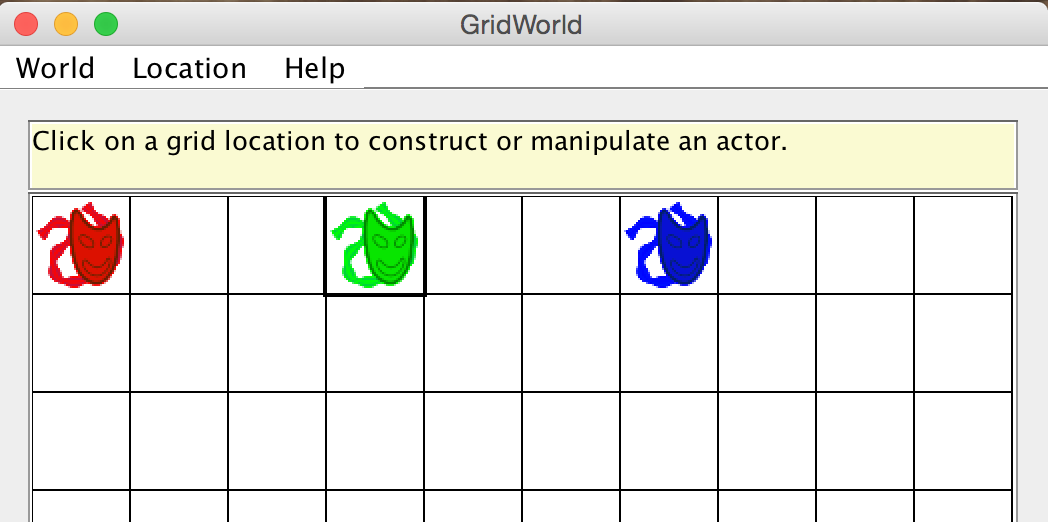 GridWorld
World Location Help
Click on a grid location to construct or manipulate an actor.